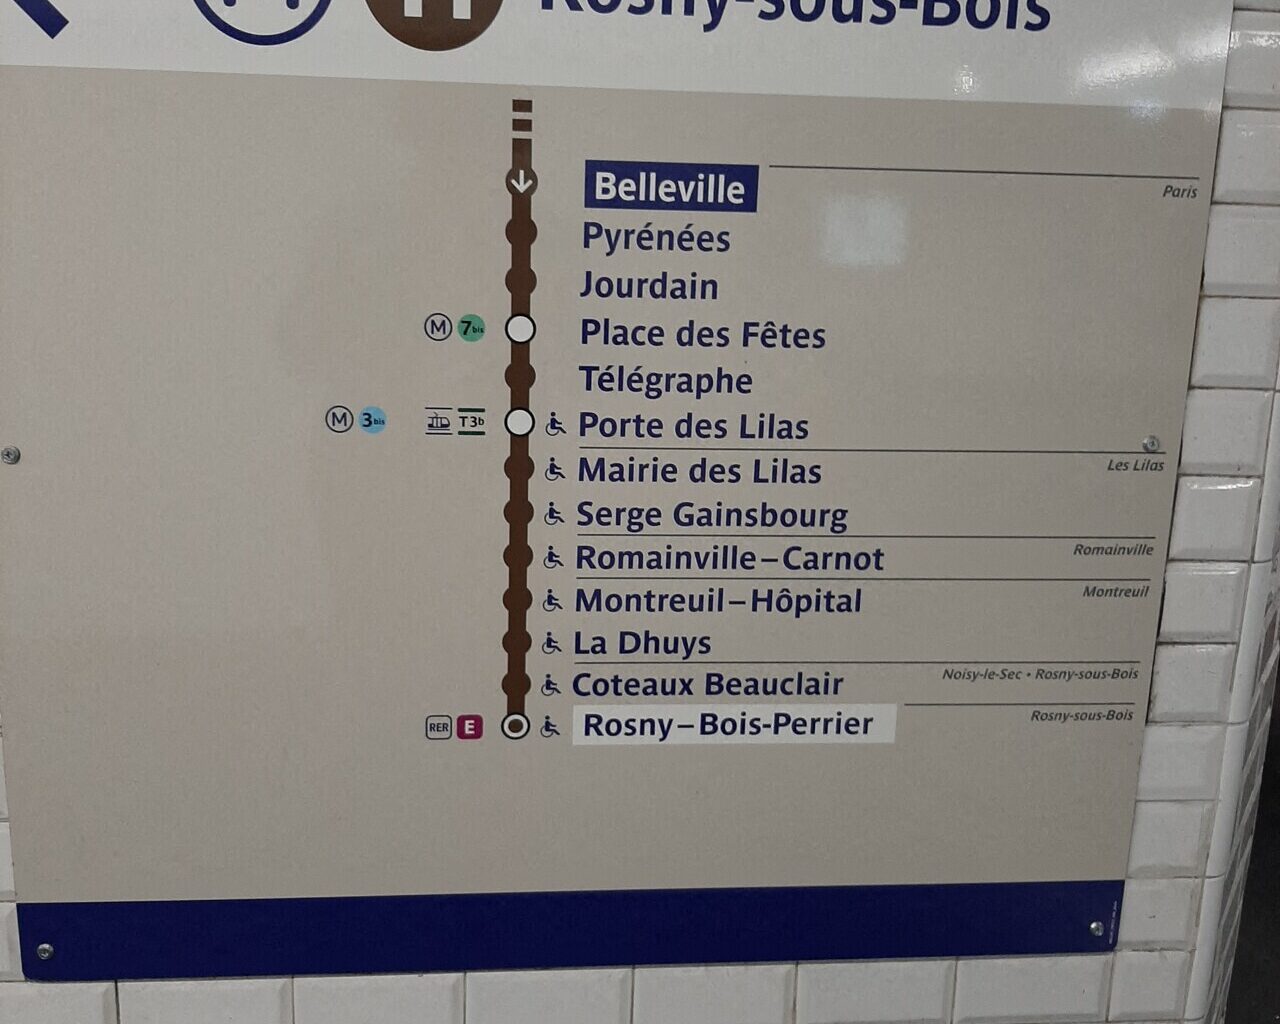 Rosny-sous-Bois
Belleville
Paris
Pyrénées
Jourdain
M 7bis Place des Fêtes
Télégraphe
M 3bis T3b Porte des Lilas
Les Lilas
Mairie des Lilas
Serge Gainsbourg
Romainville
Romainville–Carnot
Montreuil
Montreuil–Hôpital
La Dhuys
Noisy-le-Sec • Rosny-sous-Bois
Coteaux Beauclair
Rosny-sous-Bois
RER E Rosny–Bois-Perrier